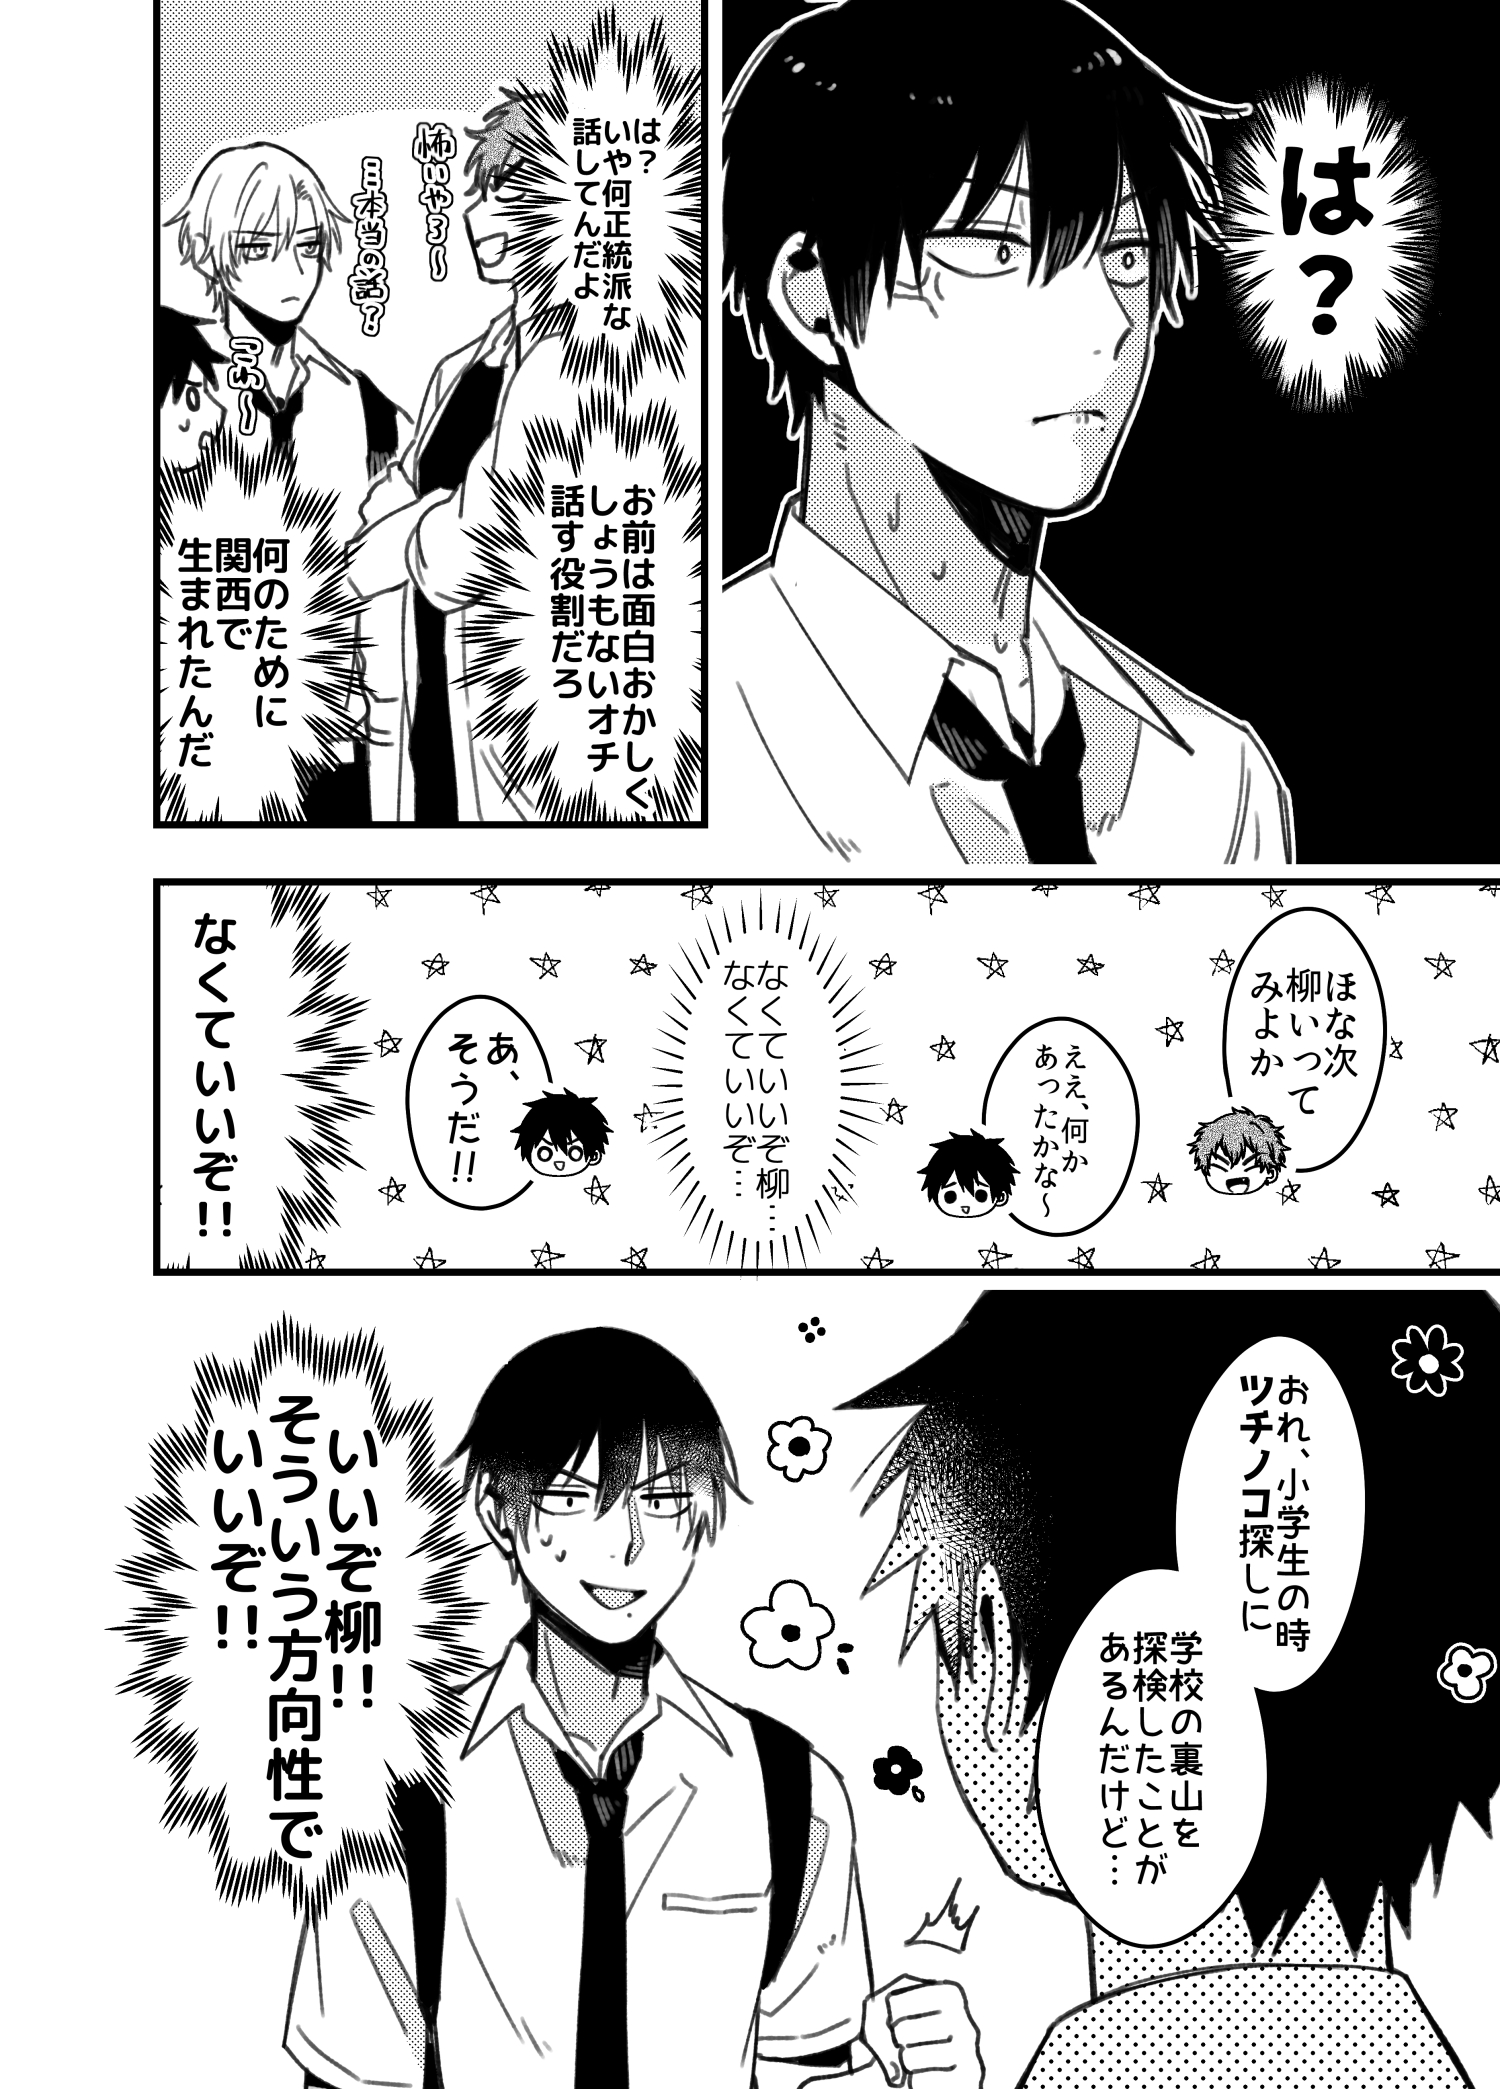 は?
は?
いや何正統派な
話してんだよ
怖いやろ〜
…本当の話?
こわ〜
お前は面白おかしく
しょうもないオチ
話す役割だろ
何のために
関西で
生まれたんだ
ほな次
柳いって
みよか
ええ、何か
あったかな〜
なくていいぞ柳…
なくていいぞ…
あ、
そうだ!!
なくていいぞ!!
おれ、小学生の時
ツチノコ探しに
学校の裏山を
探検したことが
あるんだけど…
いいぞ柳!!
そういう方向性で
いいぞ!!